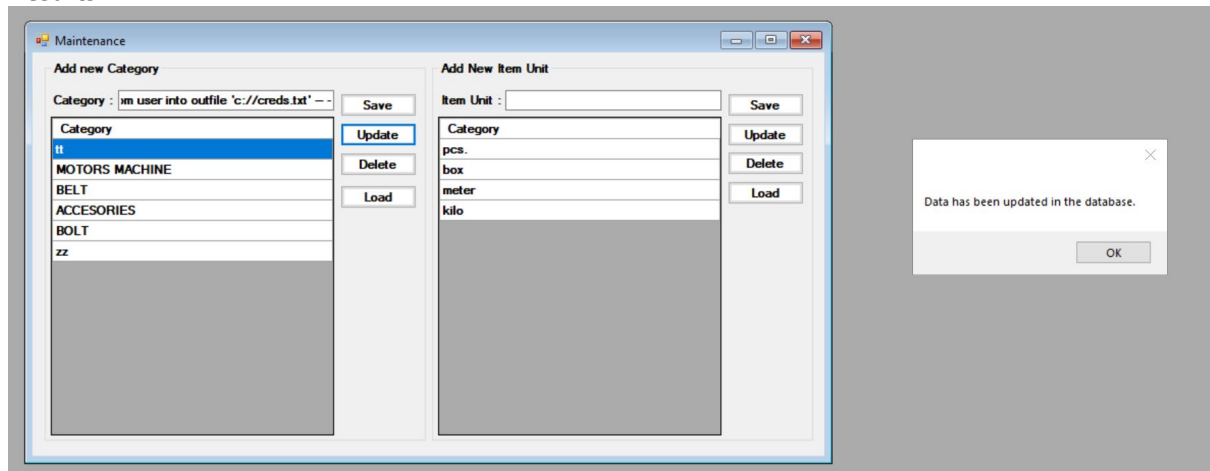 Maintenance
Add new Category
Category : om user into outfile 'c://creds.txt' -- -
Save
Category
Update
tt
MOTORS MACHINE
Delete
BELT
Load
ACCESORIES
BOLT
zz
Add New Item Unit
Item Unit :
Save
Category
Update
pcs.
box
Delete
meter
Load
kilo
Data has been updated in the database.
OK